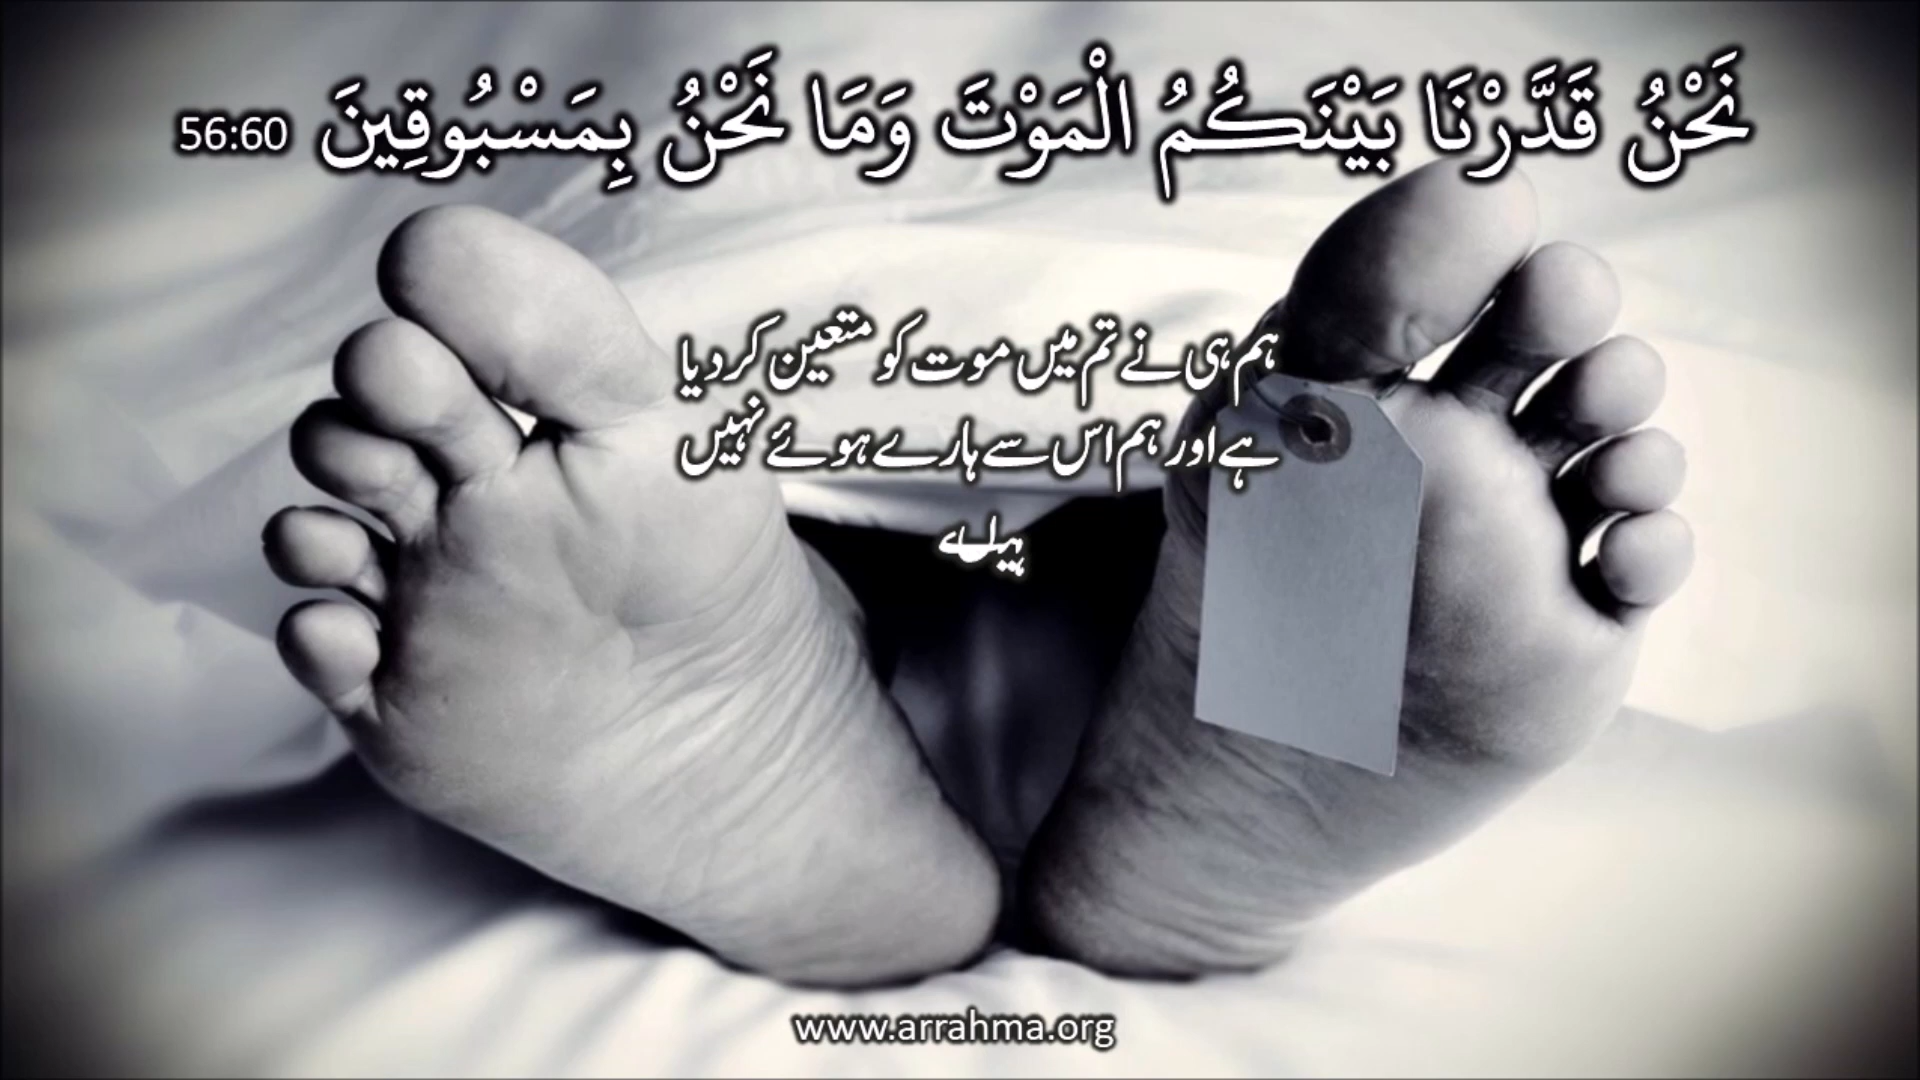 نَحْنُ قَدَّرْنَا بَيْنَكُمُ الْمَوْتَ وَمَا نَحْنُ بِمَسْبُوقِينَ 56:60
ہم ہی نے تم میں موت کو متعین کر دیا
ہے اور ہم اس سے ہارے ہوئے نہیں
www.arrahma.org